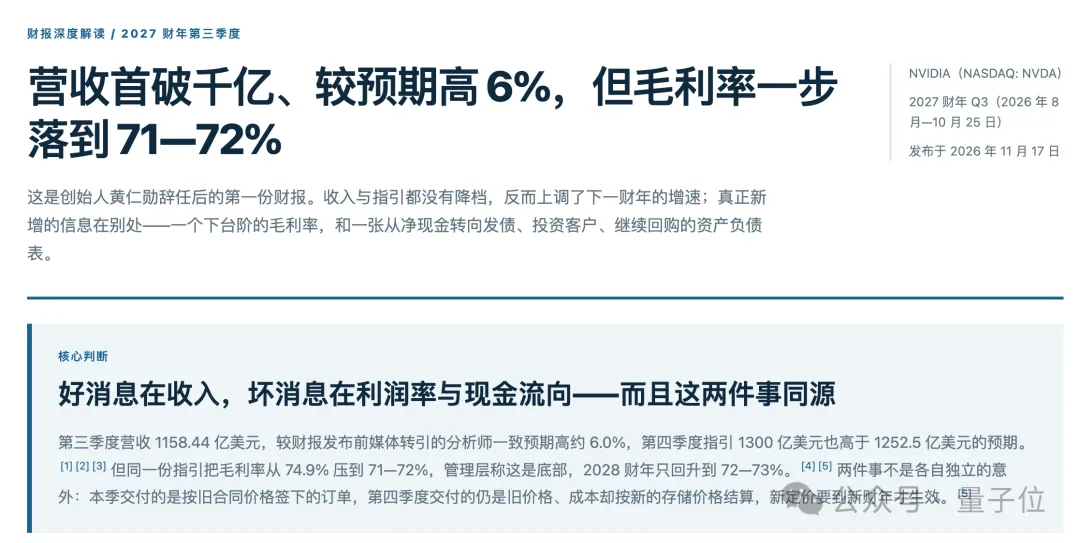 财报深度解读 / 2027 财年第三季度
营收首破千亿、较预期高 6%，但毛利率一步
落到 71—72%
NVIDIA（NASDAQ: NVDA）
2027 财年 Q3（2026 年 8
月—10 月 25 日）
发布于 2026 年 11 月 17 日
这是创始人黄仁勋辞任后的第一份财报。收入与指引都没有降档，反而上调了下一财年的增速；真正新
增的信息在别处——一个下台阶的毛利率，和一张从净现金转向发债、投资客户、继续回购的资产负债
表。
核心判断
好消息在收入，坏消息在利润率与现金流向——而且这两件事同源
第三季度营收 1158.44 亿美元，较财报发布前媒体转引的分析师一致预期高约 6.0%，第四季度指引 1300 亿美元也高于 1252.5 亿美元的预期。
[1] [2] [3] 但同一份指引把毛利率从 74.9% 压到 71—72%，管理层称这是底部，2028 财年只回升到 72—73%。[4] [5] 两件事不是各自独立的意
外：本季交付的是按旧合同价格签下的订单，第四季度交付的仍是旧价格、成本却按新的存储价格结算，新定价要到新财年才生效。[5]
公众号 量子位